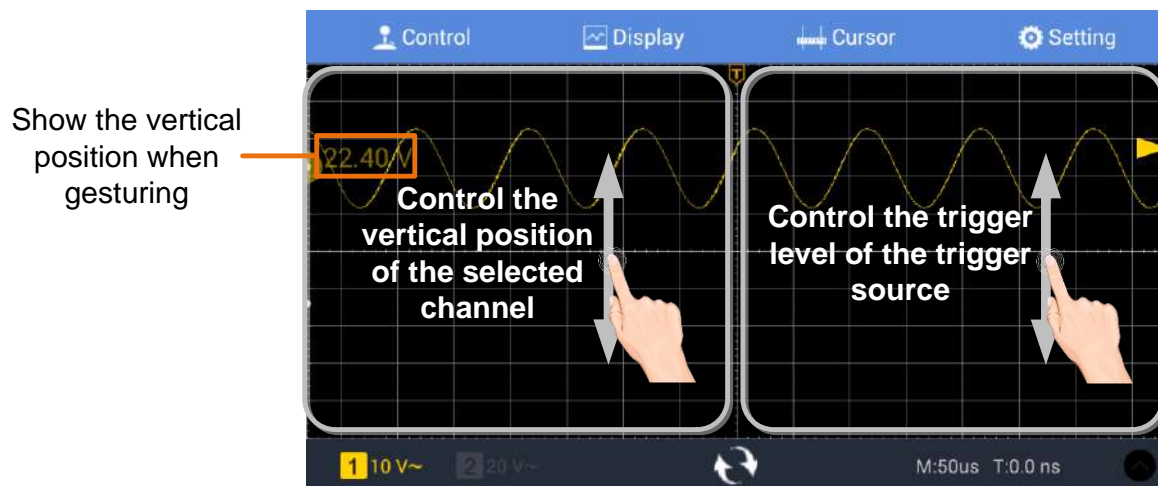 Control Display Cursor Setting
T
Show the vertical
position when
gesturing
22.40 V
Control the
vertical position
of the selected
channel
Control the trigger
level of the trigger
source
1 10 V~ 2 20 V~ M:50us T:0.0 ns